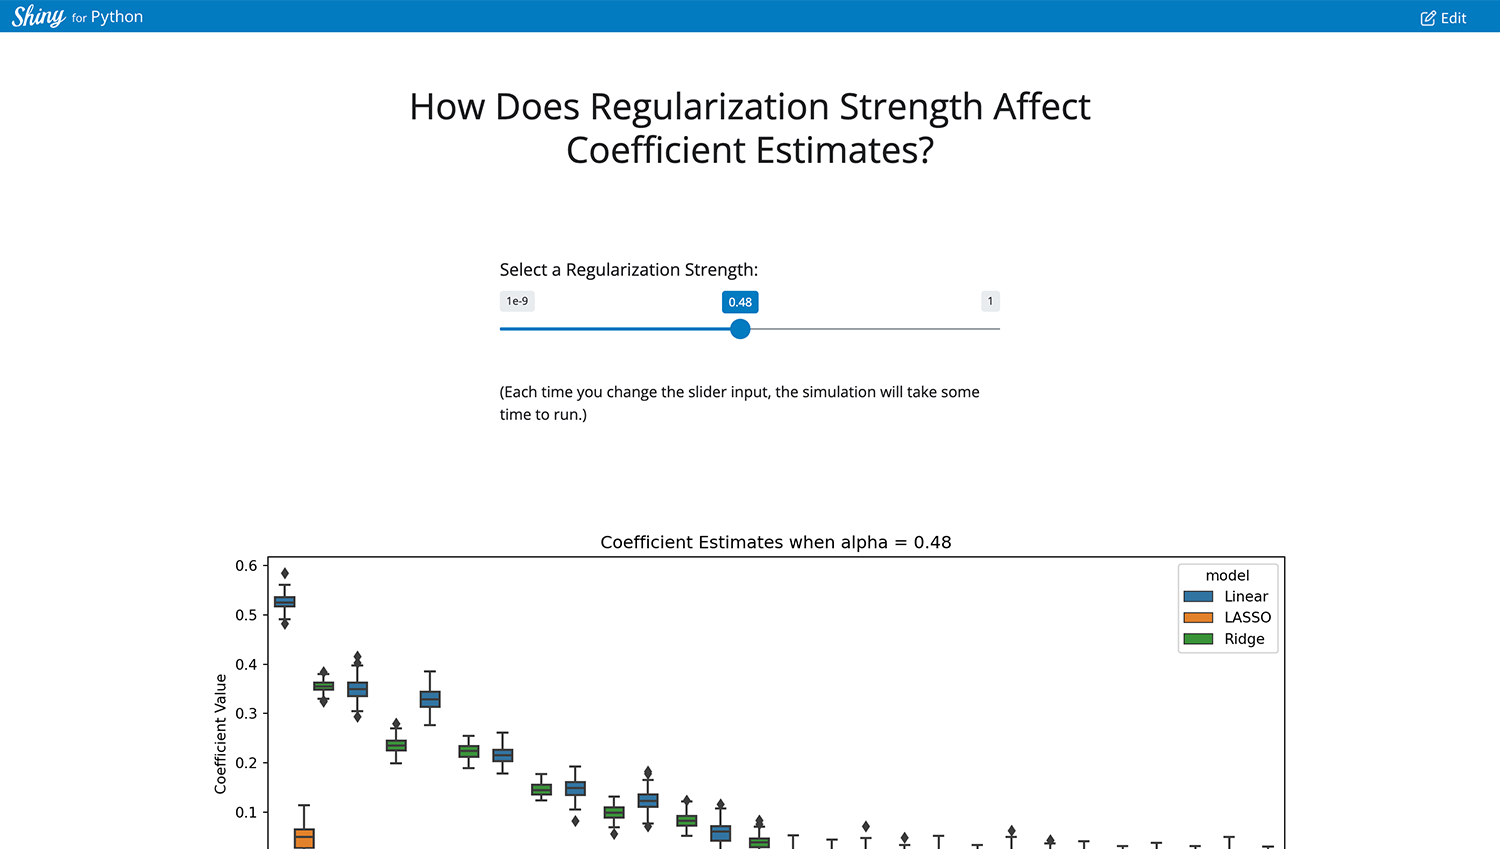 Shiny for Python
Edit
How Does Regularization Strength Affect
Coefficient Estimates?
Select a Regularization Strength:
1e-9
0.48
1
(Each time you change the slider input, the simulation will take some
time to run.)
Coefficient Estimates when alpha = 0.48
0.6
0.5
0.4
0.3
0.2
0.1
Coefficient Value
model
Linear
LASSO
Ridge